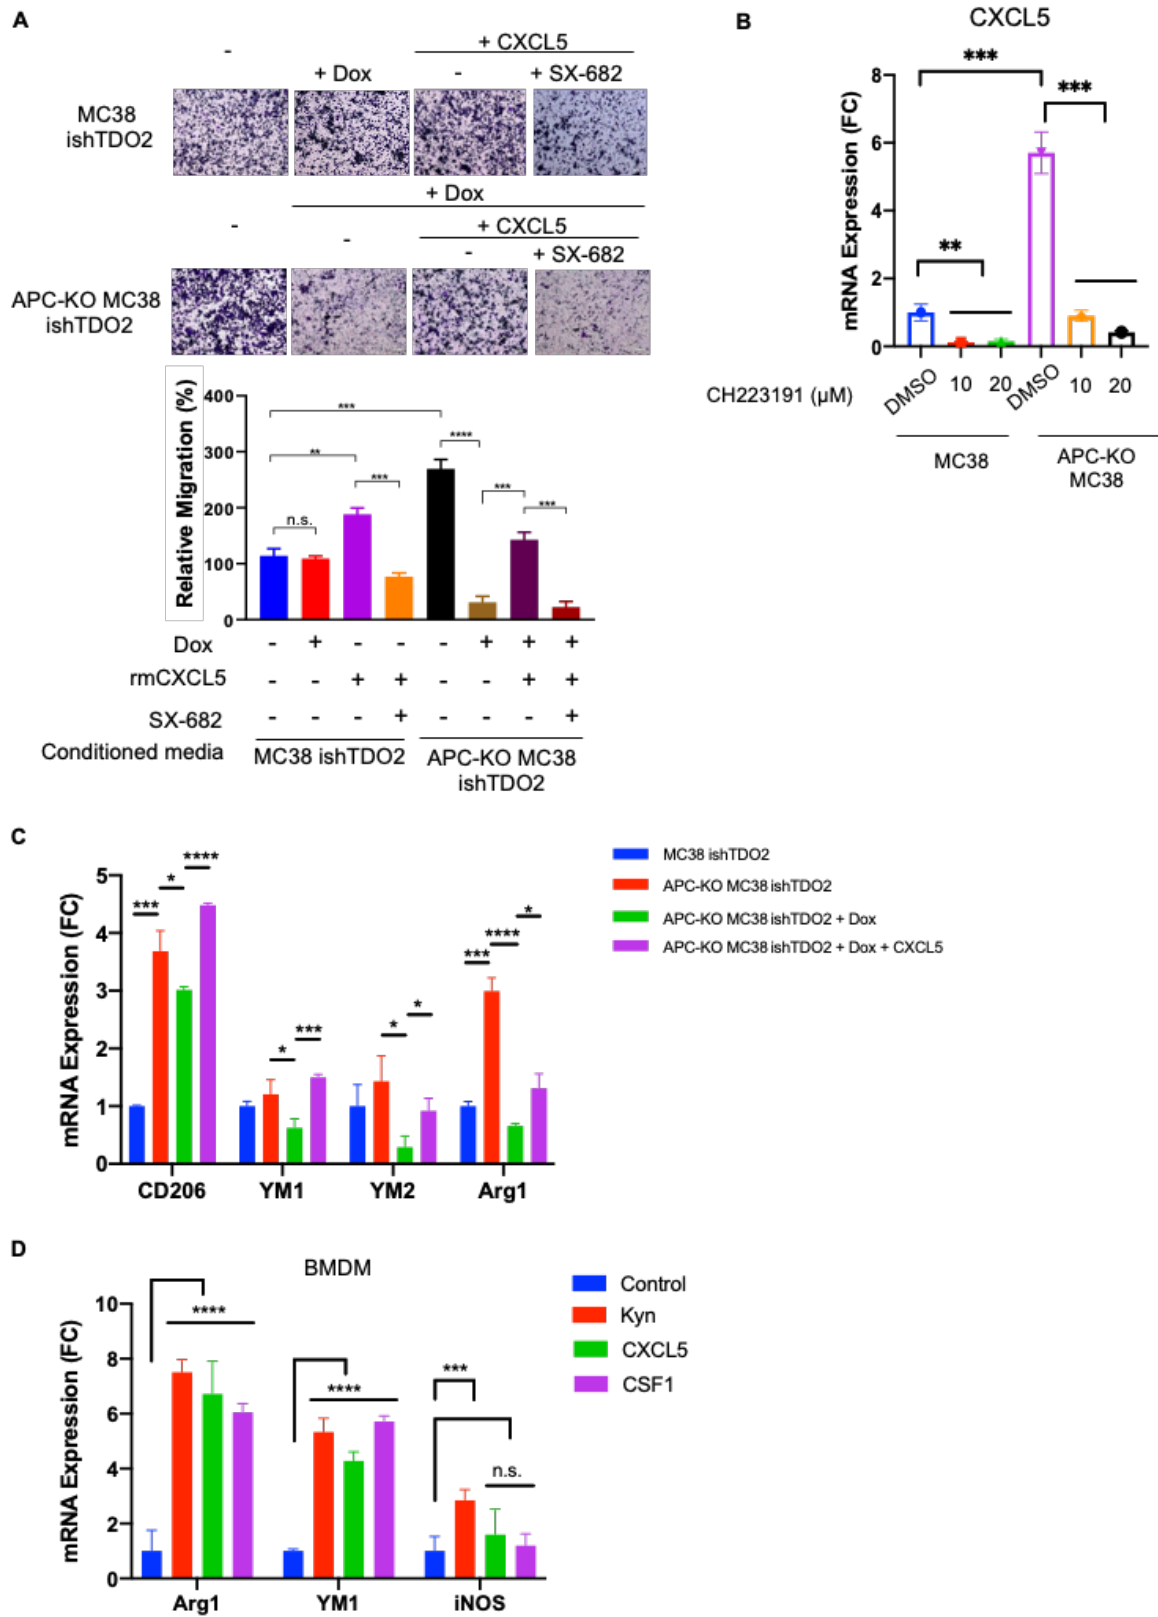 A
-
+ CXCL5
+ Dox
-
+ SX-682
MC38
ishTDO2
+ Dox
-
-
+ CXCL5
-
+ SX-682
APC-KO MC38
ishTDO2
Relative Migration (%)
400
300
200
100
0
n.s.
**
***
***
****
***
***
Dox - + - - - + + +
rmCXCL5 - - + + - - + +
SX-682 - - - + - - - +
Conditioned media
MC38 ishTDO2
APC-KO MC38
ishTDO2
B
CXCL5
mRNA Expression (FC)
8
6
4
2
0
**
***
***
CH223191 (µM)
DMSO 10 20 DMSO 10 20
MC38
APC-KO
MC38
C
mRNA Expression (FC)
5
4
3
2
1
0
*** * ****
* ***
* *
*** **** *
CD206 YM1 YM2 Arg1
MC38 ishTDO2
APC-KO MC38 ishTDO2
APC-KO MC38 ishTDO2 + Dox
APC-KO MC38 ishTDO2 + Dox + CXCL5
D
BMDM
mRNA Expression (FC)
10
8
6
4
2
0
****
****
***
n.s.
Arg1 YM1 iNOS
Control
Kyn
CXCL5
CSF1